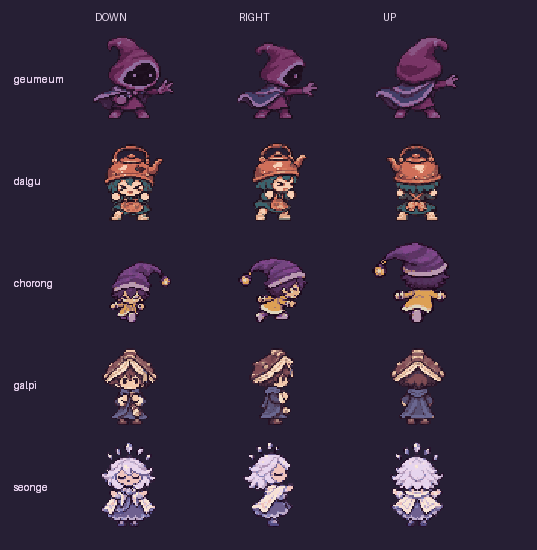 DOWN RIGHT UP
geumeum
dalgu
chorong
galpi
seonge